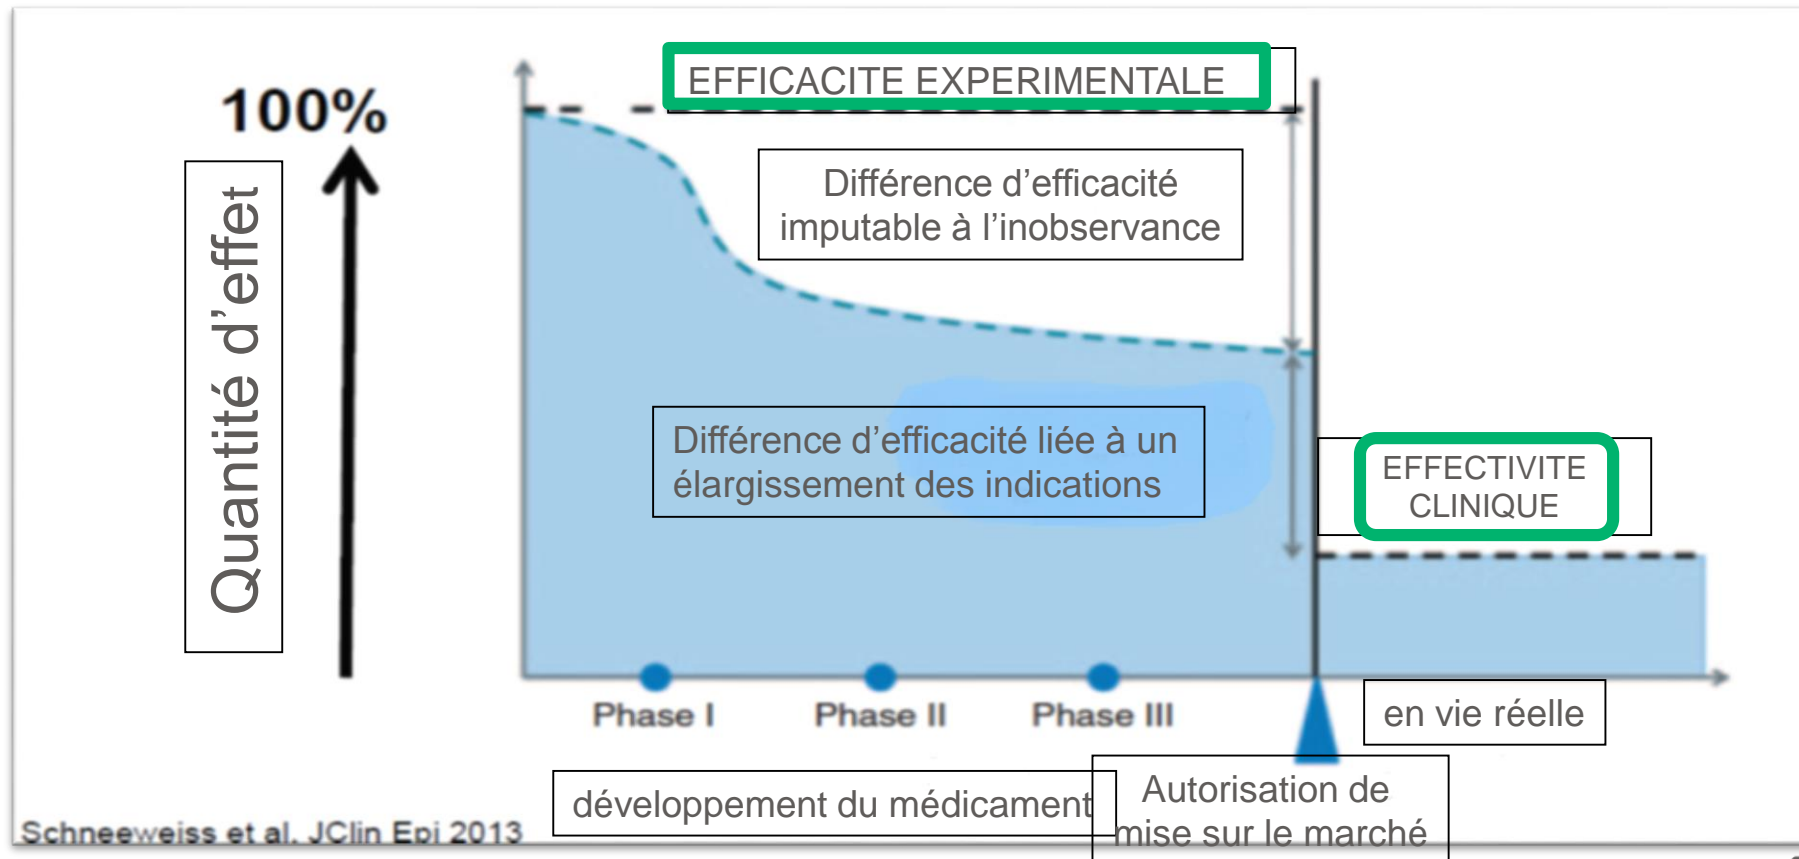 EFFICACITE EXPERIMENTALE
100%
Différence d'efficacité
imputable à l'inobservance
Quantité d'effet
Différence d'efficacité liée à un
élargissement des indications
EFFECTIVITE
CLINIQUE
Phase I
Phase II
Phase III
en vie réelle
développement du médicament
Autorisation de
mise sur le marché
Schneeweiss et al. JClin Epi 2013